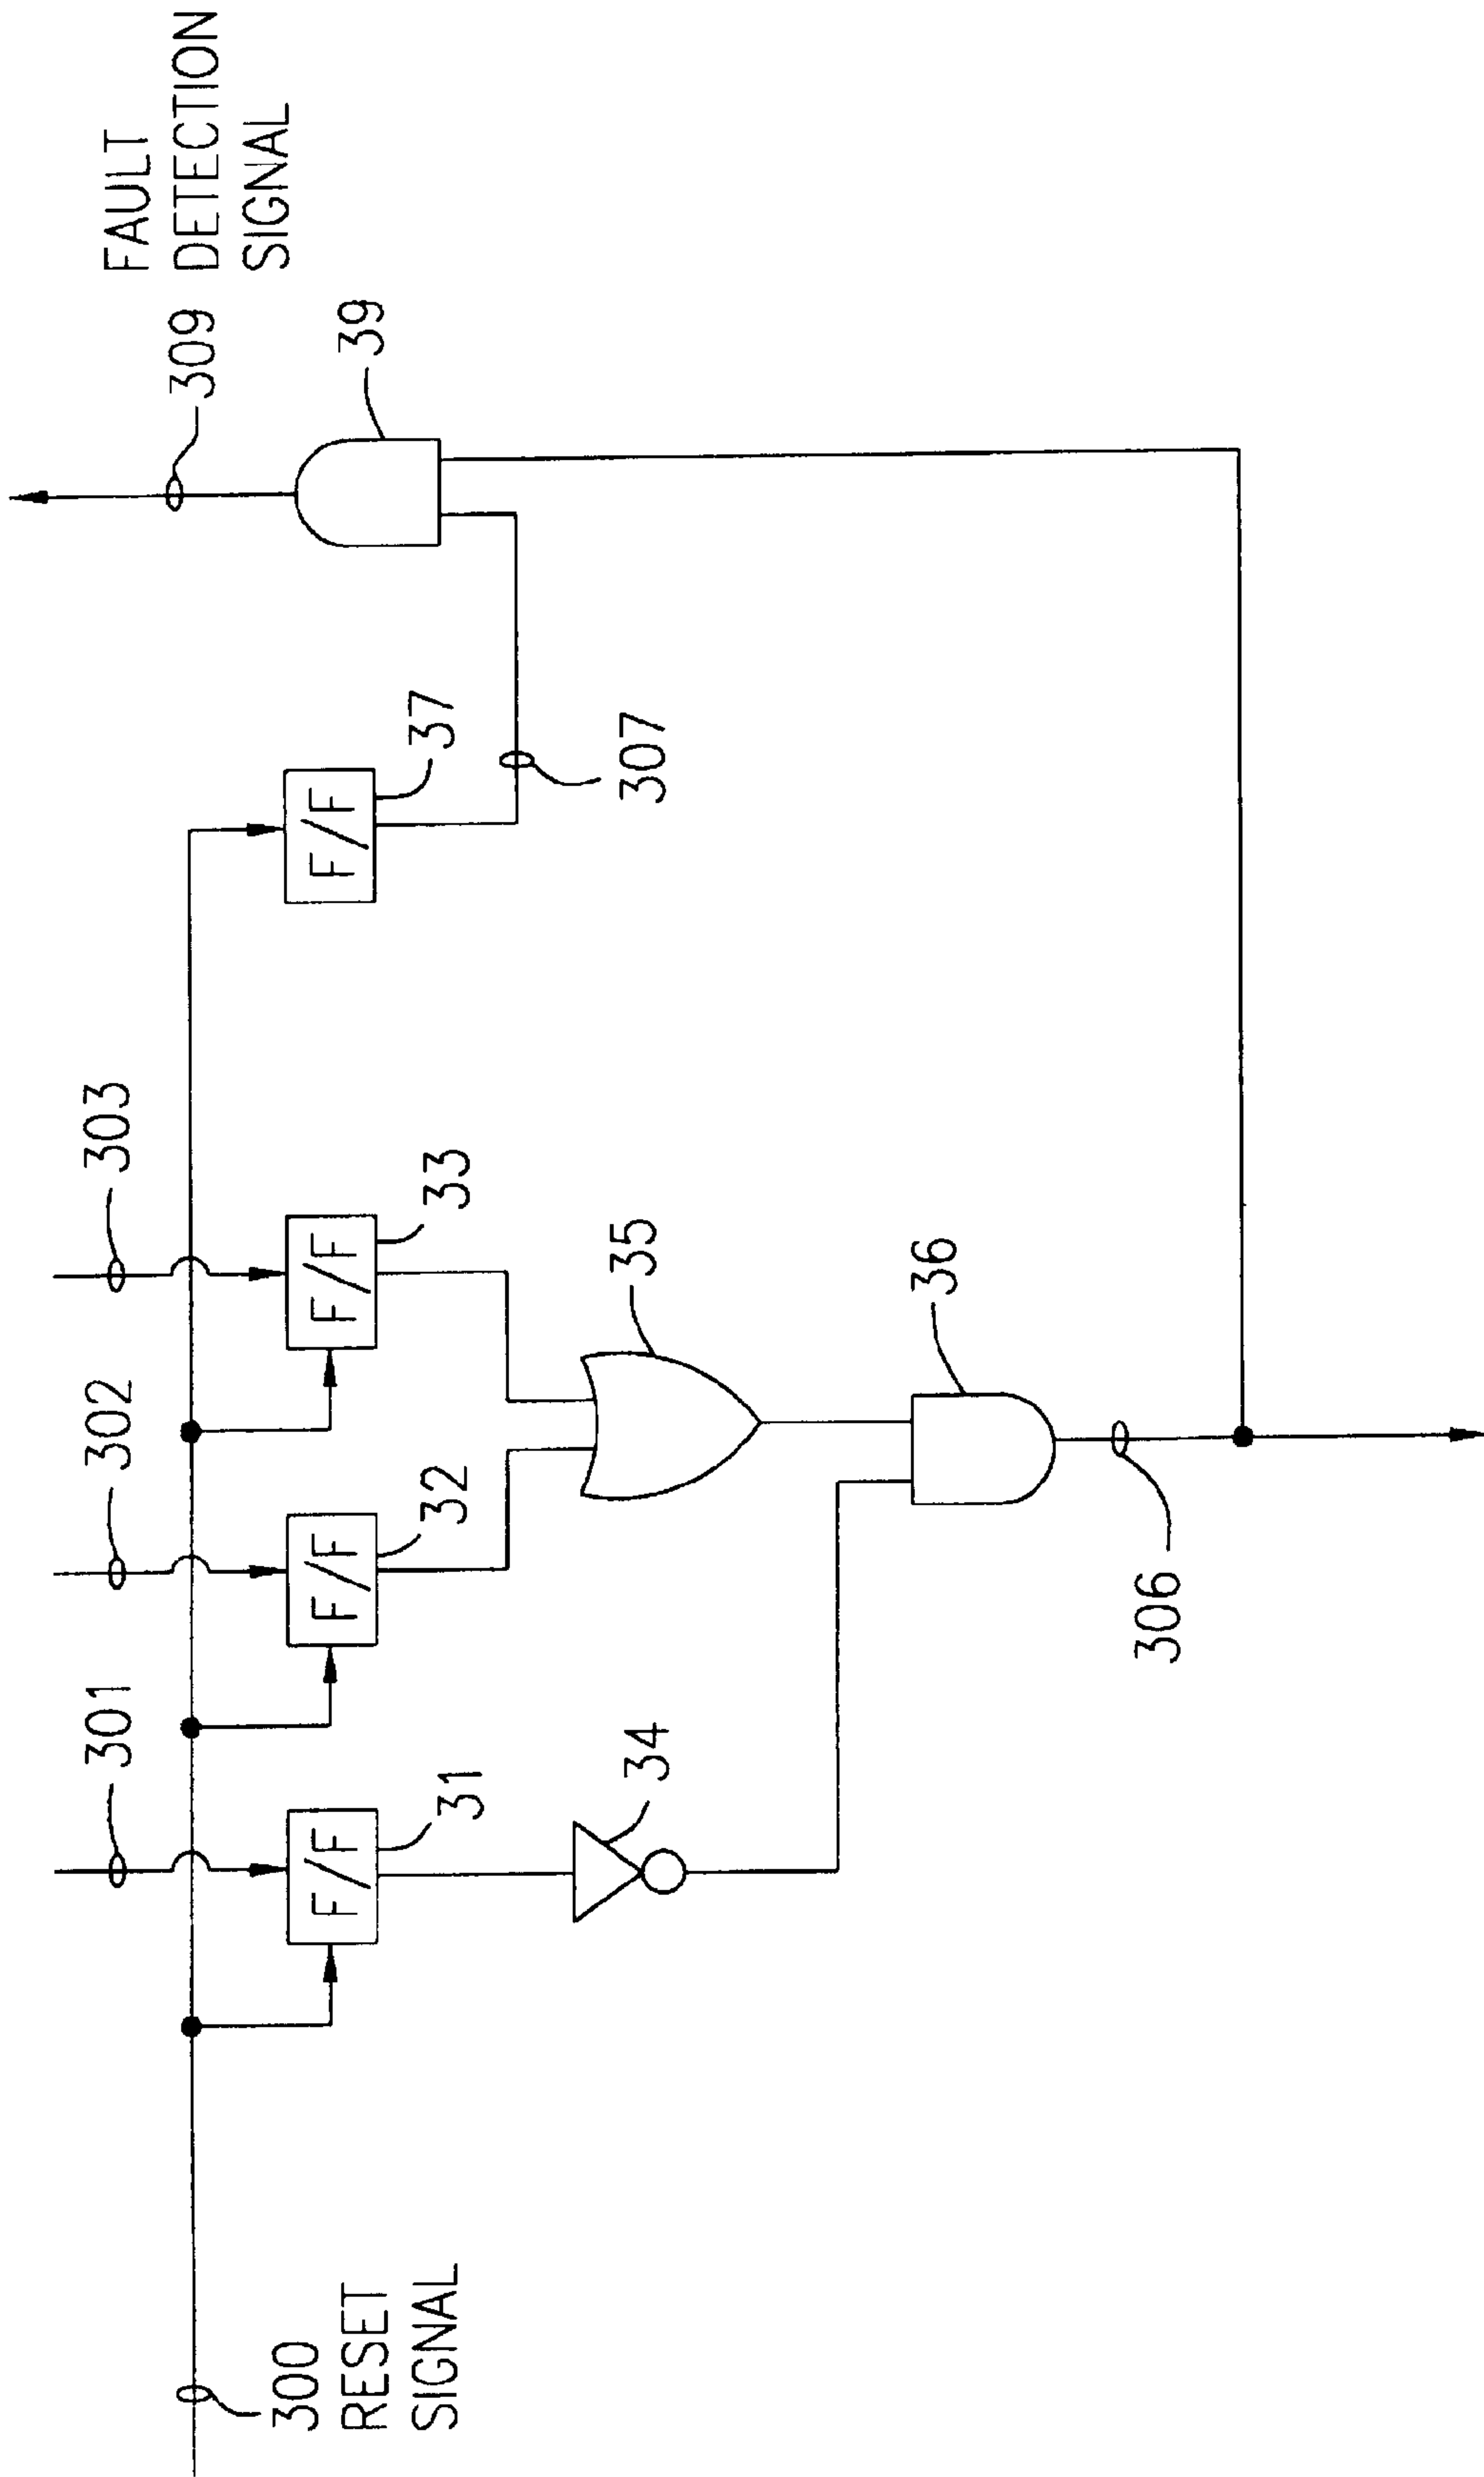 300
RESET
SIGNAL
301
302
303
F/F
31
F/F
32
F/F
33
F/F
37
34
35
36
306
307
39
309
FAULT
DETECTION
SIGNAL